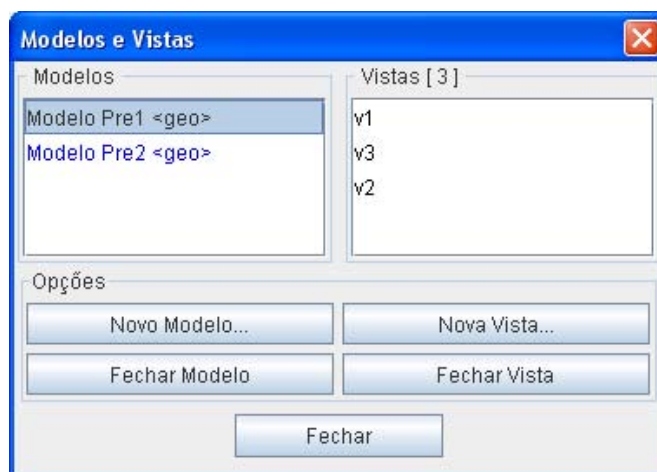 Modelos e Vistas
Modelos
Vistas [ 3 ]
Modelo Pre1 <geo>
Modelo Pre2 <geo>
v1
v3
v2
Opções
Novo Modelo...
Nova Vista...
Fechar Modelo
Fechar Vista
Fechar